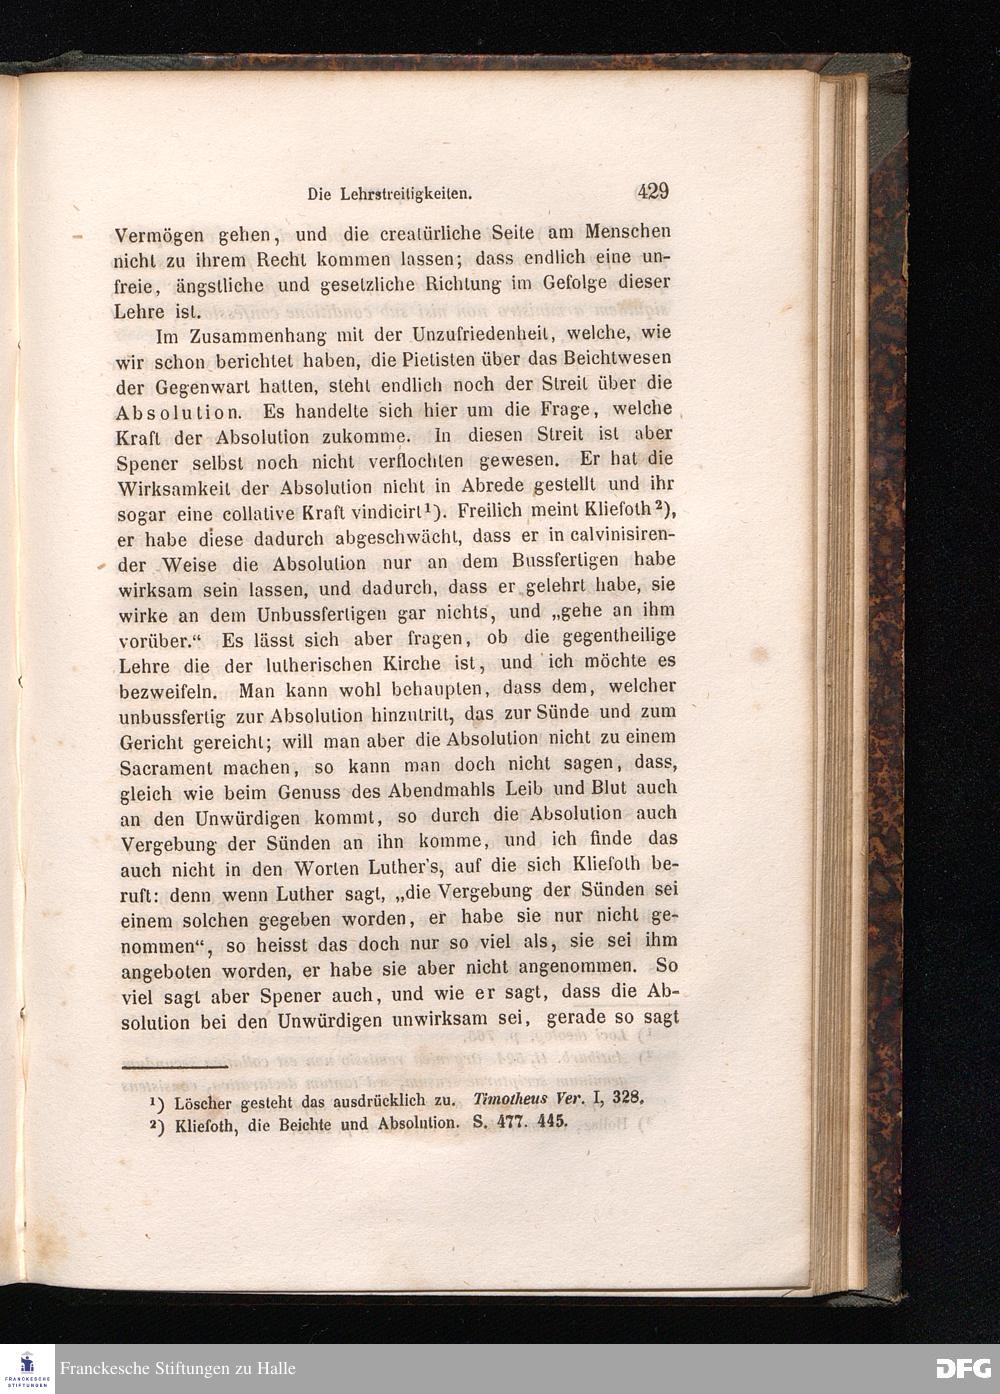 Die Lehrstreitigkeiten. 429
Vermögen gehen, und die creatürliche Seite am Menschen
nicht zu ihrem Recht kommen lassen; dass endlich eine un-
freie, ängstliche und gesetzliche Richtung im Gefolge dieser
Lehre ist.
Im Zusammenhang mit der Unzufriedenheit, welche, wie
wir schon berichtet haben, die Pietisten über das Beichtwesen
der Gegenwart hatten, steht endlich noch der Streit über die
Absolution. Es handelte sich hier um die Frage, welche
Kraft der Absolution zukomme. In diesen Streit ist aber
Spener selbst noch nicht verflochten gewesen. Er hat die
Wirksamkeit der Absolution nicht in Abrede gestellt und ihr
sogar eine collative Kraft vindicirt¹). Freilich meint Kliefoth²),
er habe diese dadurch abgeschwächt, dass er in calvinisiren-
der Weise die Absolution nur an dem Bussfertigen habe
wirksam sein lassen, und dadurch, dass er gelehrt habe, sie
wirke an dem Unbussfertigen gar nichts, und „gehe an ihm
vorüber.“ Es lässt sich aber fragen, ob die gegentheilige
Lehre die der lutherischen Kirche ist, und ich möchte es
bezweifeln. Man kann wohl behaupten, dass dem, welcher
unbussfertig zur Absolution hinzutritt, das zur Sünde und zum
Gericht gereicht; will man aber die Absolution nicht zu einem
Sacrament machen, so kann man doch nicht sagen, dass,
gleich wie beim Genuss des Abendmahls Leib und Blut auch
an den Unwürdigen kommt, so durch die Absolution auch
Vergebung der Sünden an ihn komme, und ich finde das
auch nicht in den Worten Luther's, auf die sich Kliefoth be-
ruft: denn wenn Luther sagt, „die Vergebung der Sünden sei
einem solchen gegeben worden, er habe sie nur nicht ge-
nommen“, so heisst das doch nur so viel als, sie sei ihm
angeboten worden, er habe sie aber nicht angenommen. So
viel sagt aber Spener auch, und wie er sagt, dass die Ab-
solution bei den Unwürdigen unwirksam sei, gerade so sagt
¹) Löscher gesteht das ausdrücklich zu. Timotheus Ver. I, 328.
²) Kliefoth, die Beichte und Absolution. S. 477. 445.
FRANCKESCHE
STIFTUNGEN
Franckesche Stiftungen zu Halle
DFG